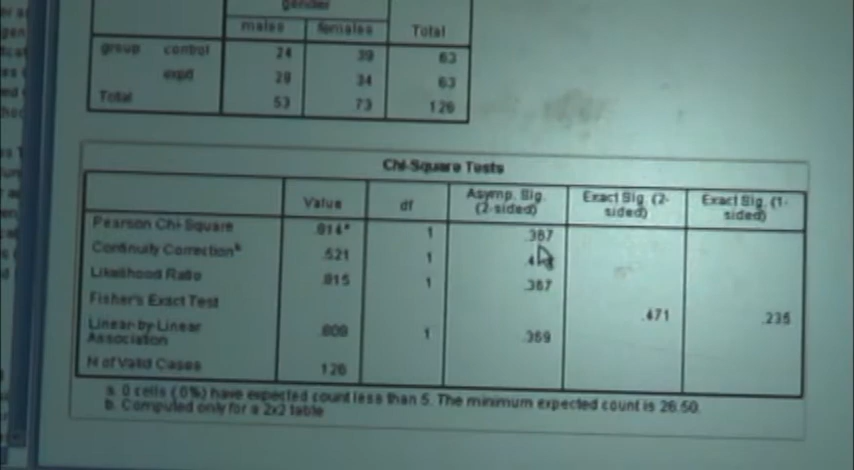 gender
males females Total
group control 24 39 63
exptl 29 34 63
Total 53 73 126
Chi-Square Tests
Value df Asymp. Sig. (2-sided) Exact Sig. (2-sided) Exact Sig. (1-sided)
Pearson Chi-Square .814a 1 .367
Continuity Correctionb .521 1
Likelihood Ratio .815 1 .367
Fisher's Exact Test .471 .235
Linear-by-Linear Association .808 1 .369
N of Valid Cases 126
a. 0 cells (.0%) have expected count less than 5. The minimum expected count is 26.50.
b. Computed only for a 2x2 table